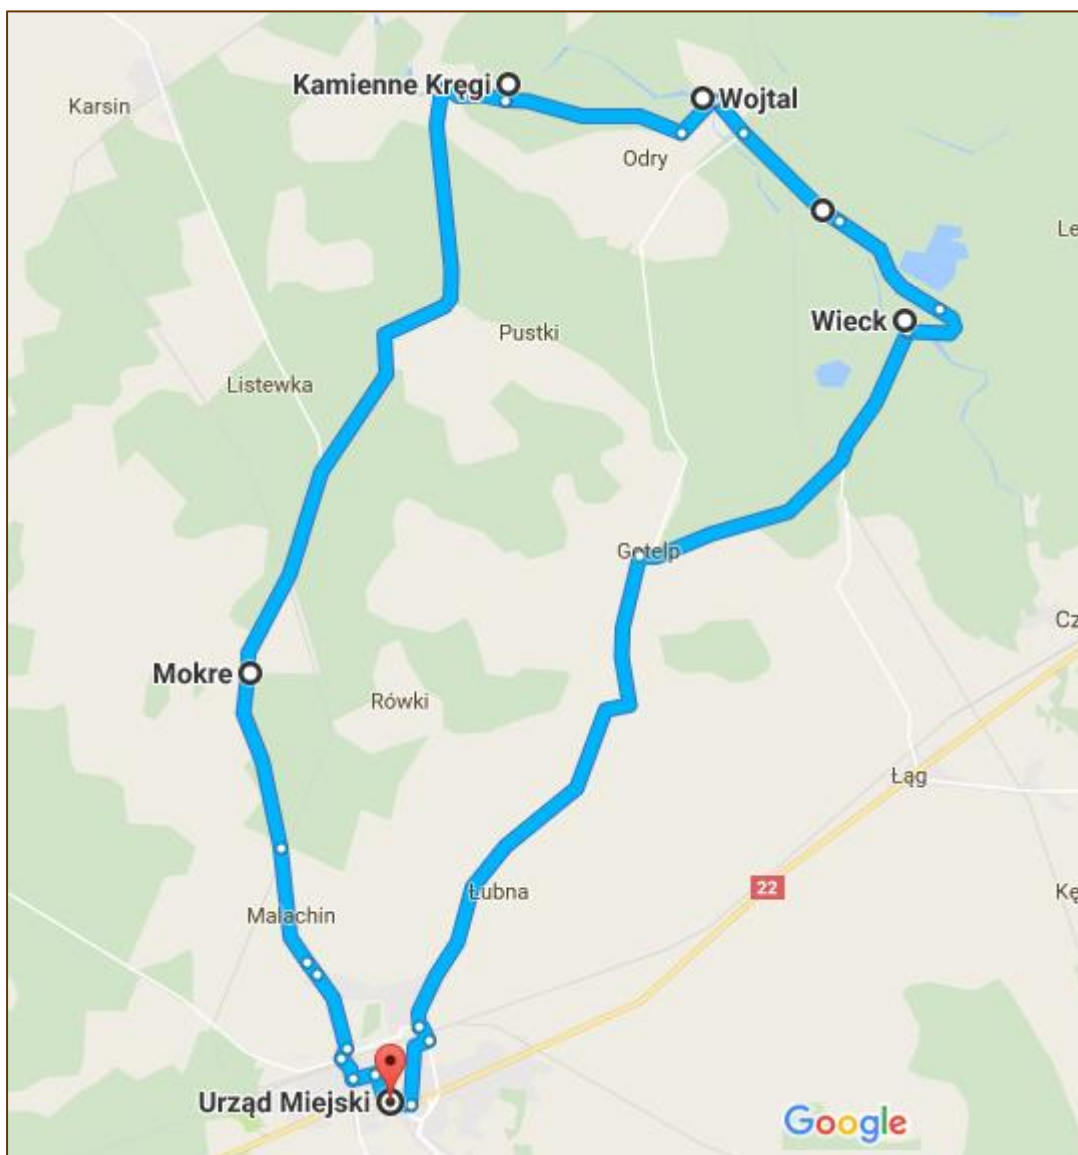 Kamienne Kręgi
Karsin
Wojtal
Odry
Le
Wieck
Pustki
Listewka
Gotelp
Cz
Mokre
Rówki
Łąg
22
Łubna
Kę
Malachin
Urząd Miejski
Google